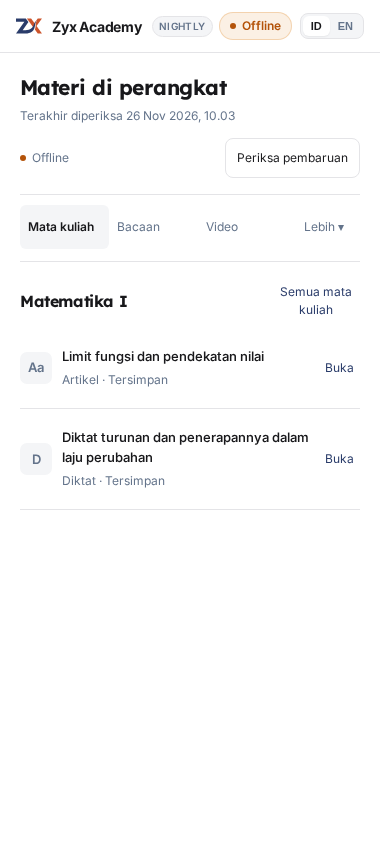 Zyx Academy NIGHTLY Offline ID EN
Materi di perangkat
Terakhir diperiksa 26 Nov 2026, 10.03
Offline Periksa pembaruan
Mata kuliah Bacaan Video Lebih ▾
Matematika I
Semua mata
kuliah
Aa
Limit fungsi dan pendekatan nilai
Artikel · Tersimpan
Buka
D
Diktat turunan dan penerapannya dalam
laju perubahan
Diktat · Tersimpan
Buka